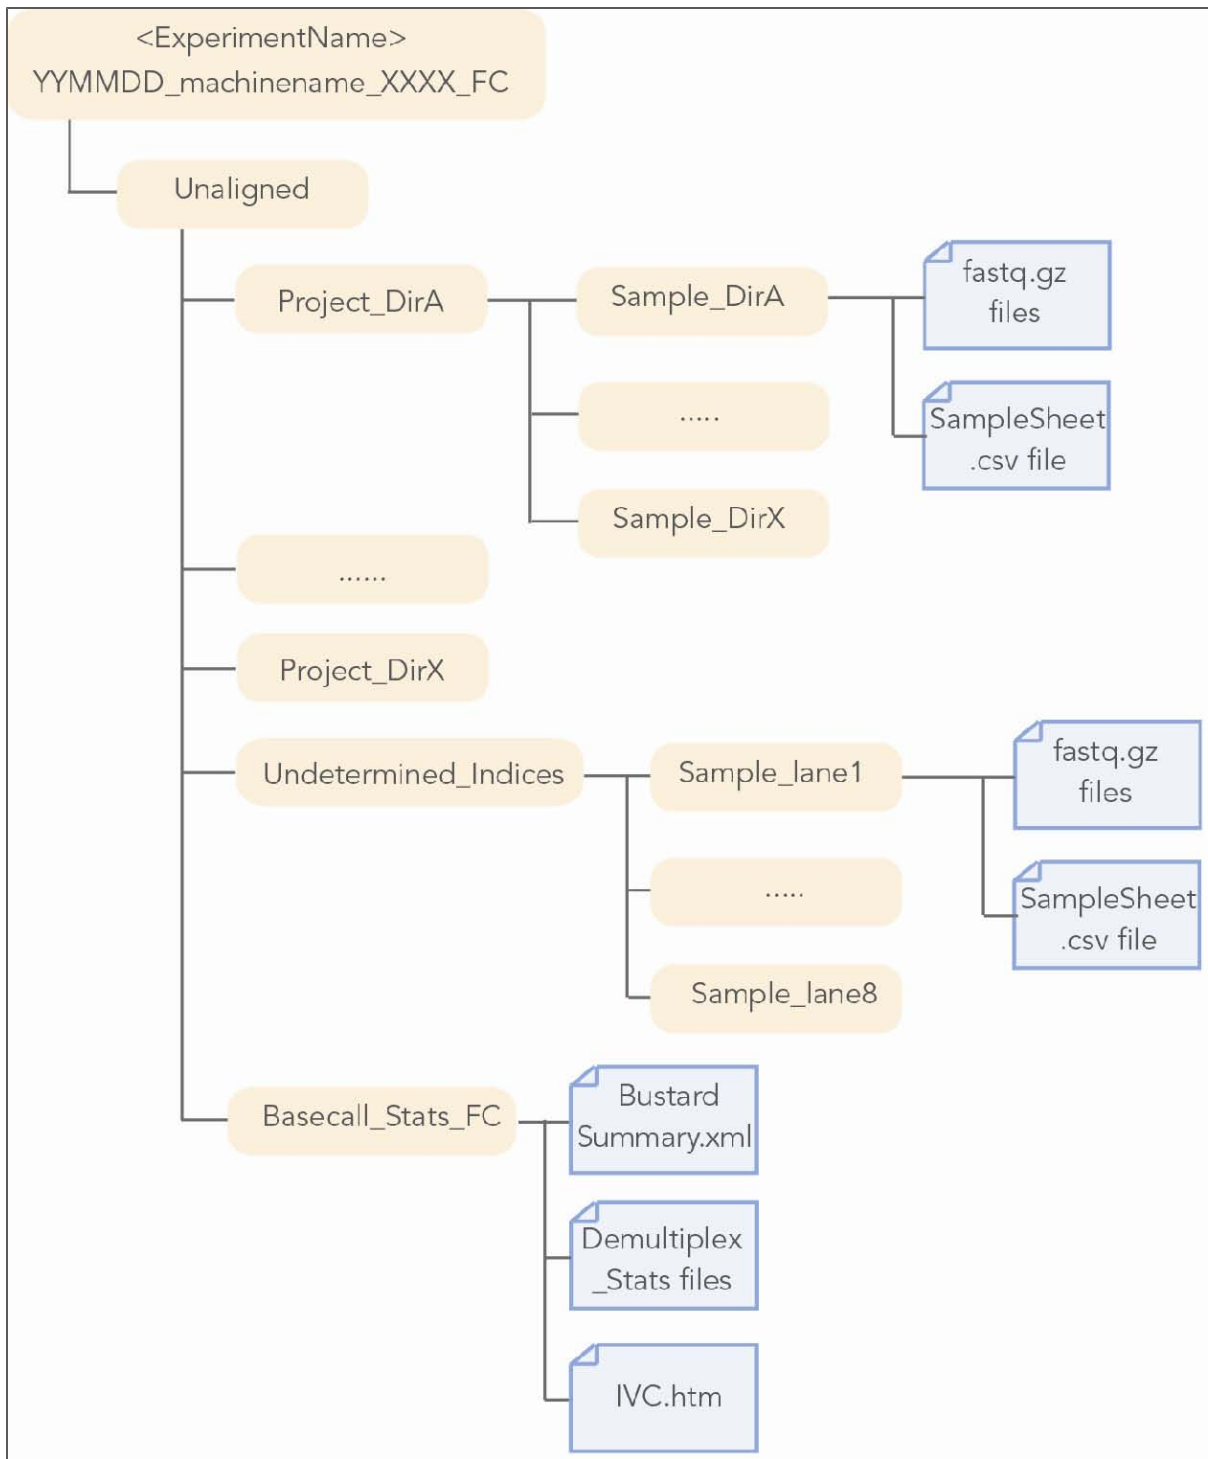 <ExperimentName>
YYMMDD_machinename_XXXX_FC
Unaligned
Project_DirA
Sample_DirA
fastq.gz
files
.....
SampleSheet
.csv file
Sample_DirX
......
Project_DirX
Undetermined_Indices
Sample_lane1
fastq.gz
files
.....
SampleSheet
.csv file
Sample_lane8
Basecall_Stats_FC
Bustard
Summary.xml
Demultiplex
_Stats files
IVC.htm